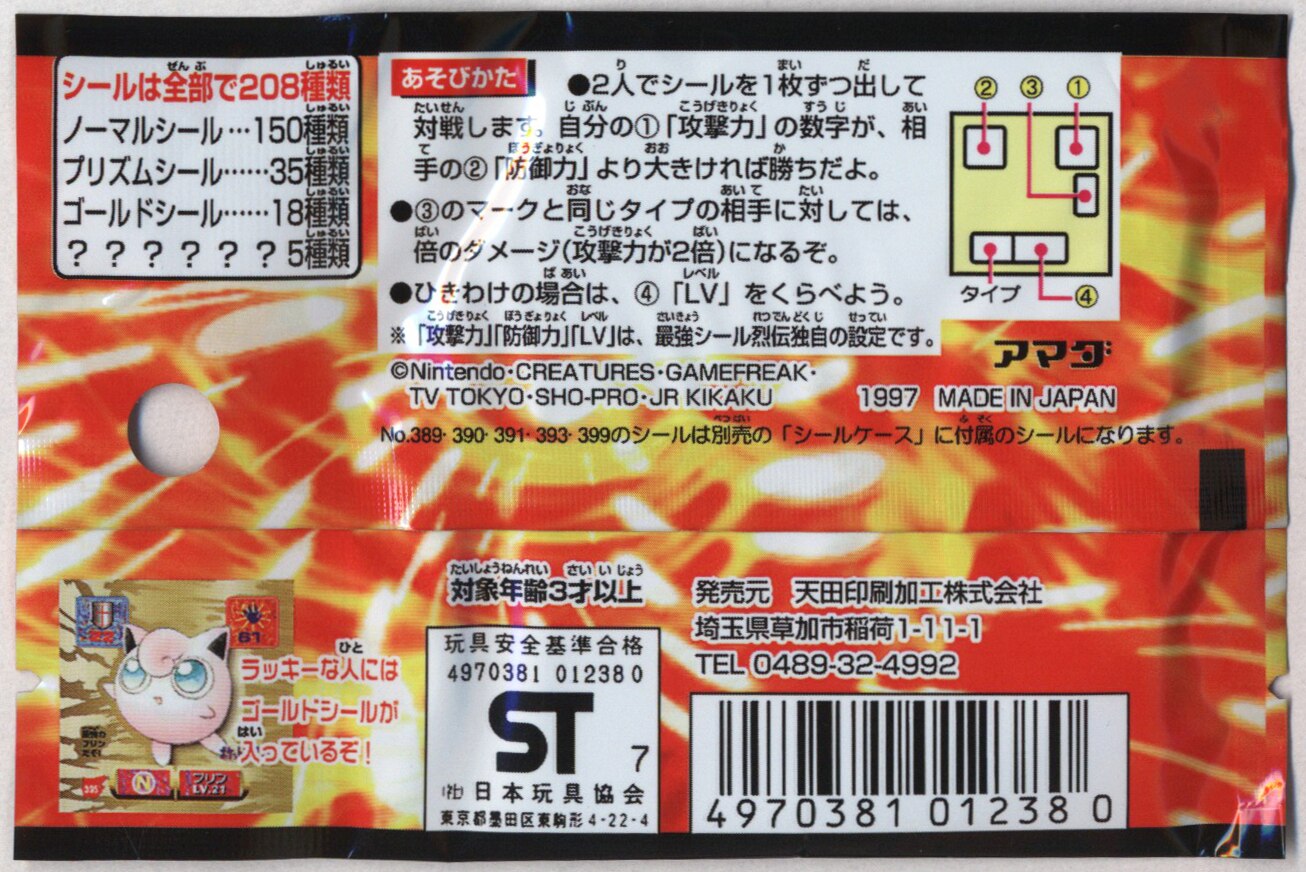 シールは全部で208種類
ノーマルシール…150種類
プリズムシール……35種類
ゴールドシール……18種類
? ? ? ? ? ? 5種類
あそびかた
●2人でシールを1枚ずつ出して
対戦します。自分の①「攻撃力」の数字が、相
手の②「防御力」より大きければ勝ちだよ。
●③のマークと同じタイプの相手に対しては、
倍のダメージ(攻撃力が2倍)になるぞ。
●ひきわけの場合は、④「LV」をくらべよう。
※「攻撃力」「防御力」「LV」は、最強シール烈伝独自の設定です。
② ③ ①
タイプ ④
アマダ
©Nintendo・CREATURES・GAMEFREAK・
TV TOKYO・SHO-PRO・JR KIKAKU 1997 MADE IN JAPAN
No.389・390・391・393・399のシールは別売の「シールケース」に付属のシールになります。
61
ラッキーな人には
ゴールドシールが
入っているぞ!
N
プリン
LV.21
対象年齢3才以上
玩具安全基準合格
4970381 012380
ST 7
(社)日本玩具協会
東京都墨田区東駒形4-22-4
発売元 天田印刷加工株式会社
埼玉県草加市稲荷1-11-1
TEL 0489-32-4992
4970381 012380